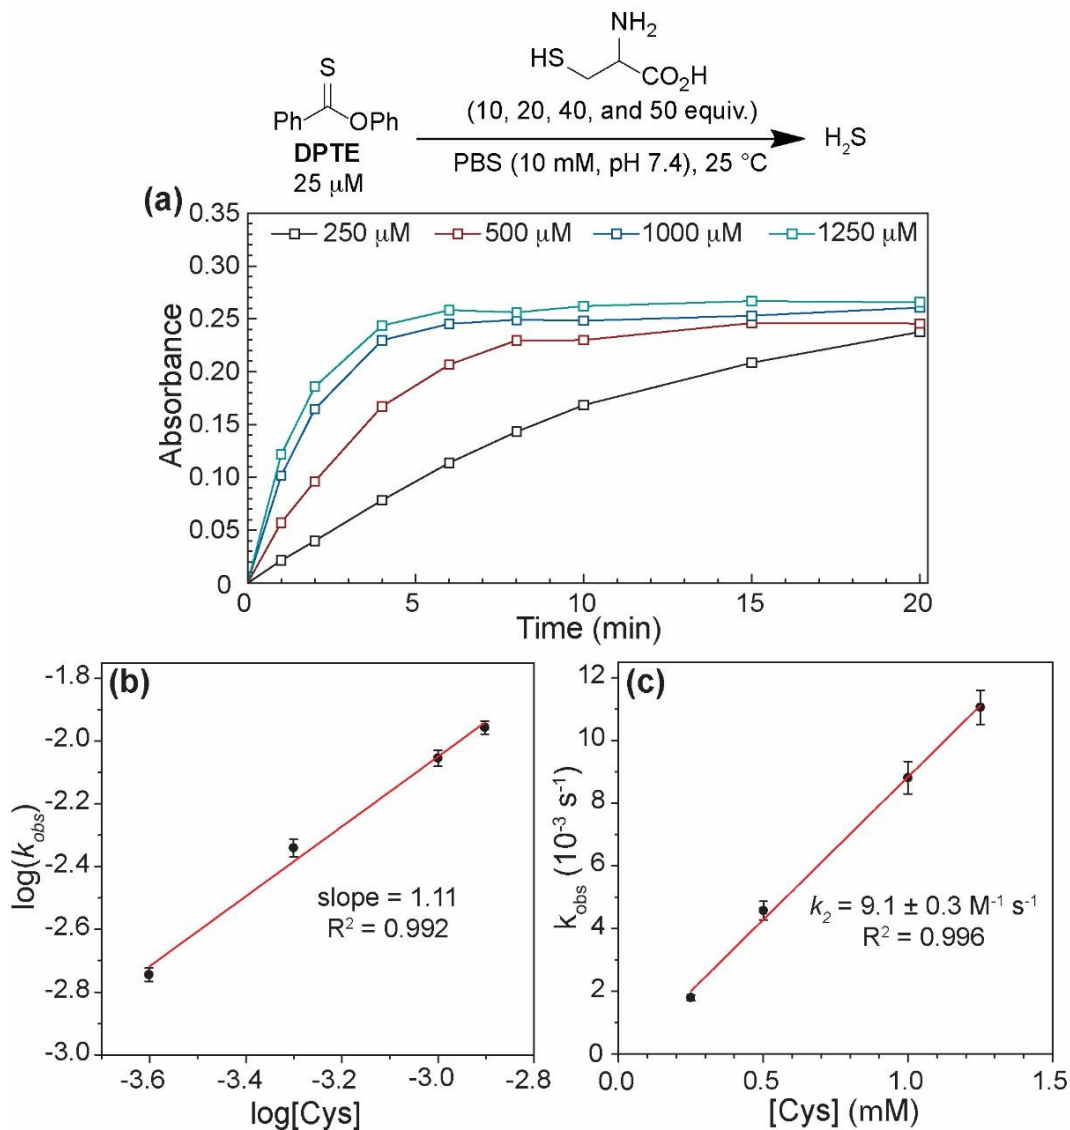 NH2
HS
CO2H
S
Ph
OPh
DPTE
25 μM
(10, 20, 40, and 50 equiv.)
PBS (10 mM, pH 7.4), 25 °C
H2S
(a)
250 μM 500 μM 1000 μM 1250 μM
Absorbance
0.35
0.30
0.25
0.20
0.15
0.10
0.05
0
0 5 10 15 20
Time (min)
(b)
log(kobs)
-1.8
-2.0
-2.2
-2.4
-2.6
-2.8
-3.0
slope = 1.11
R2 = 0.992
-3.6 -3.4 -3.2 -3.0 -2.8
log[Cys]
(c)
kobs (10-3 s-1)
12
10
8
6
4
2
0
k2 = 9.1 ± 0.3 M-1 s-1
R2 = 0.996
0.5 1.0 1.5
[Cys] (mM)